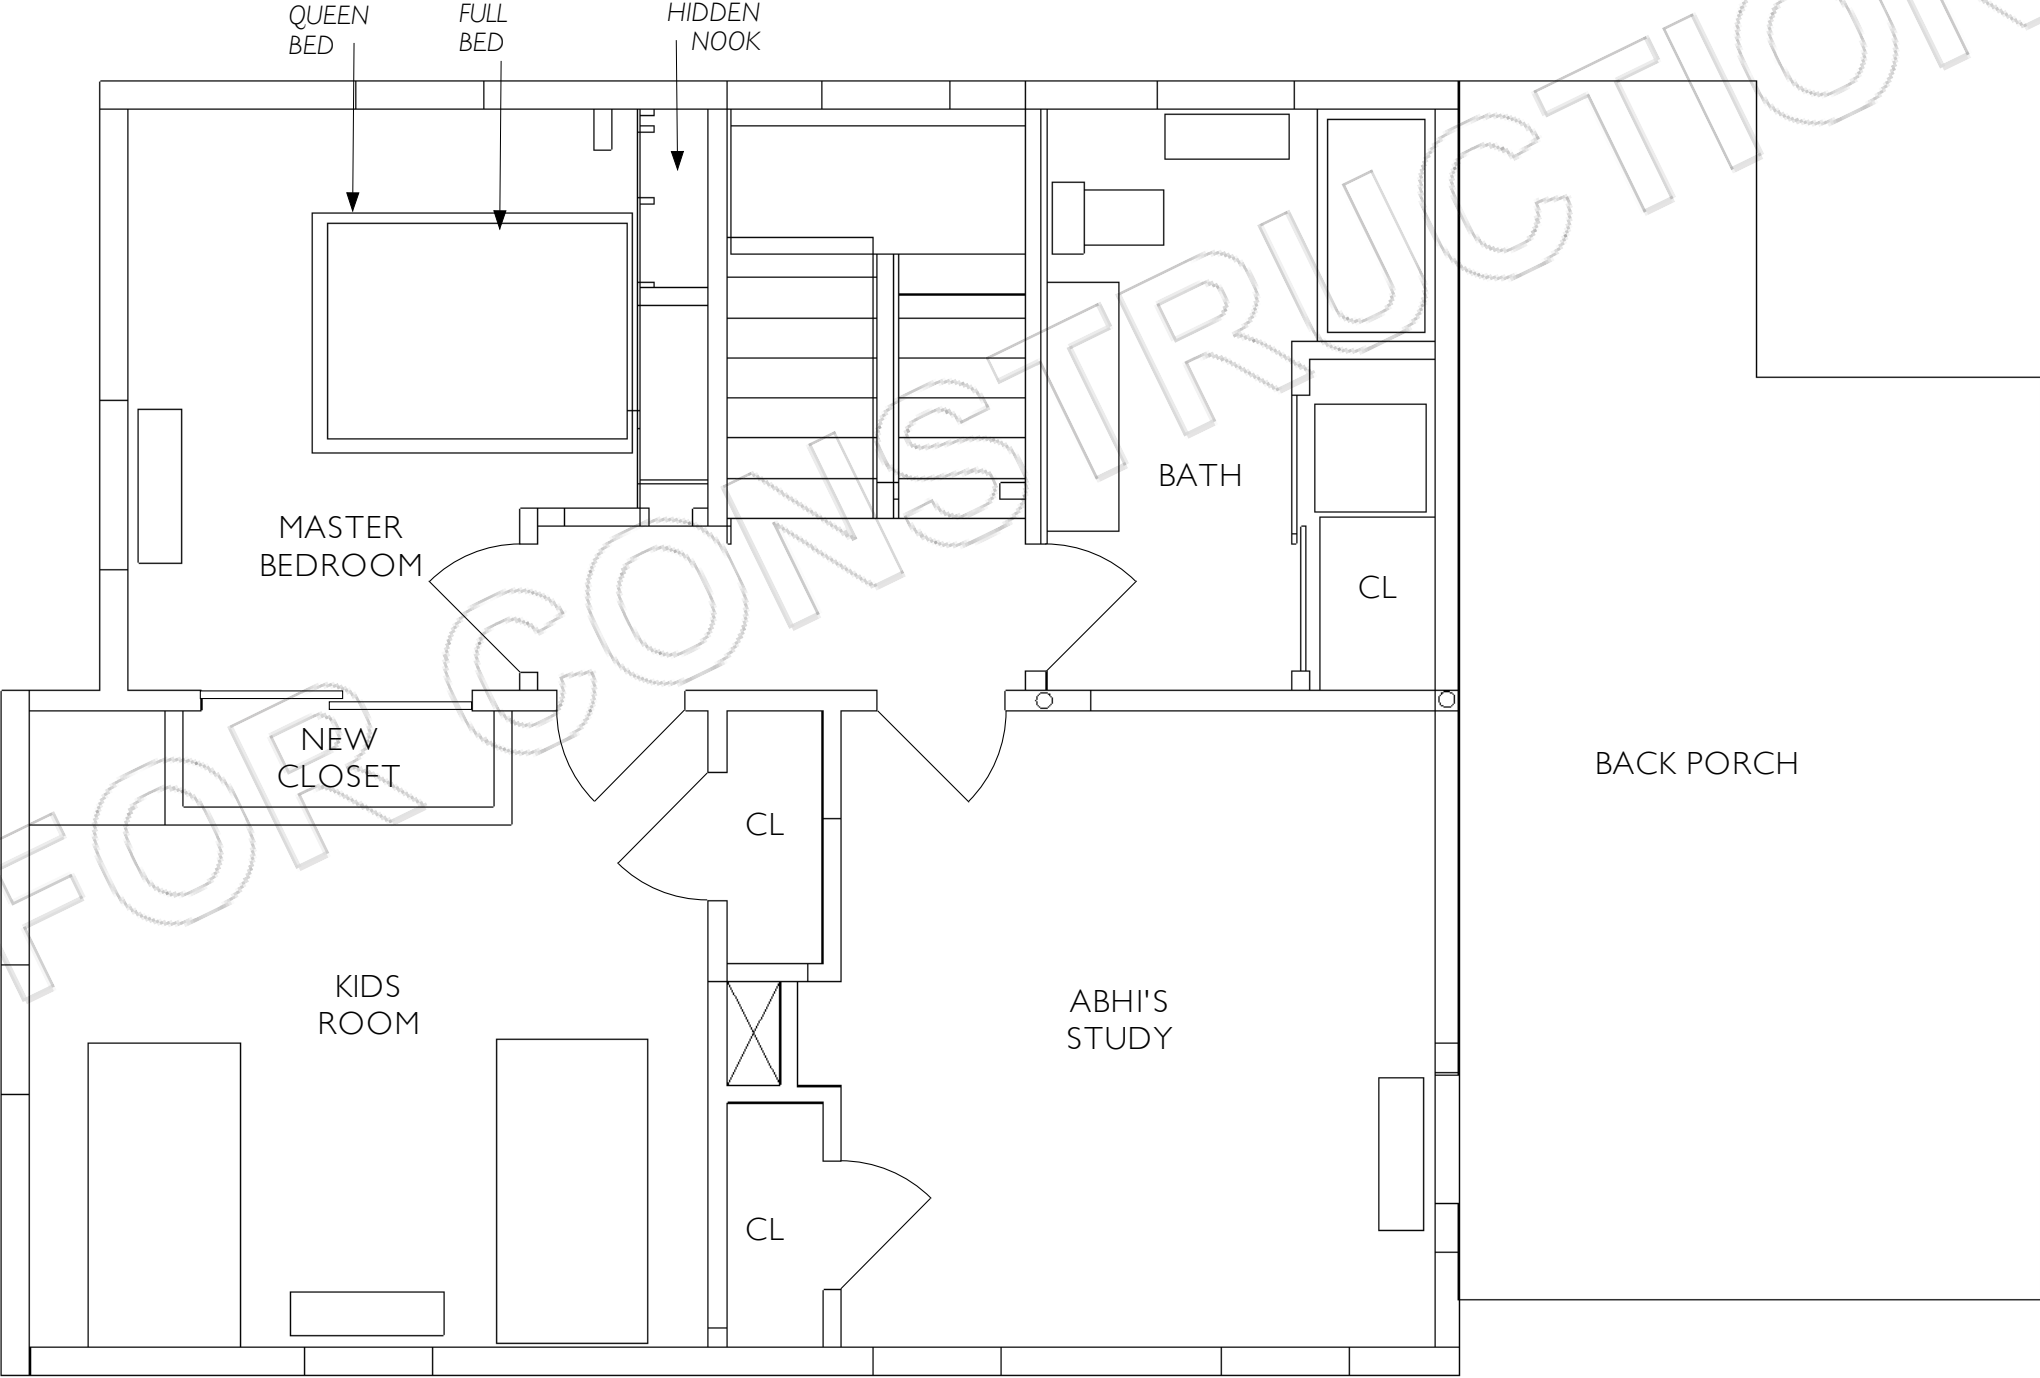 QUEEN
BED
FULL
BED
HIDDEN
NOOK
MASTER
BEDROOM
BATH
CL
NEW
CLOSET
BACK PORCH
CL
KIDS
ROOM
ABHI'S
STUDY
CL
FOR CONSTRUCTION